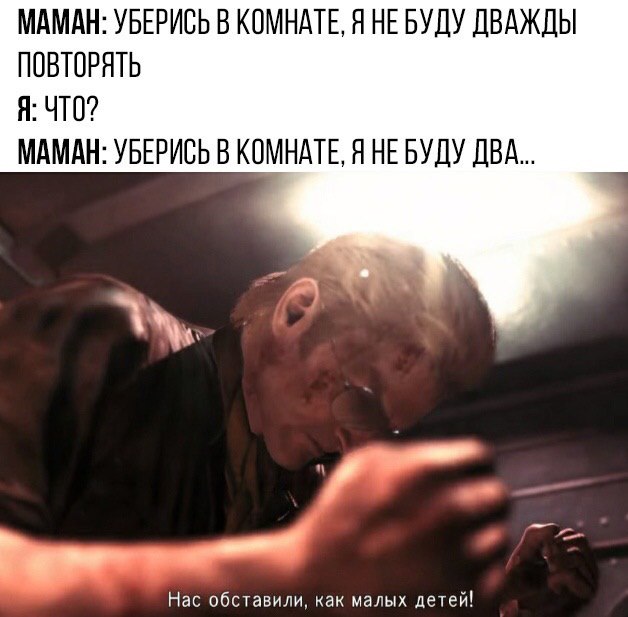 МАМАН: УБЕРИСЬ В КОМНАТЕ, Я НЕ БУДУ ДВАЖДЫ
ПОВТОРЯТЬ
Я: ЧТО?
МАМАН: УБЕРИСЬ В КОМНАТЕ, Я НЕ БУДУ ДВА...
Нас обставили, как малых детей!